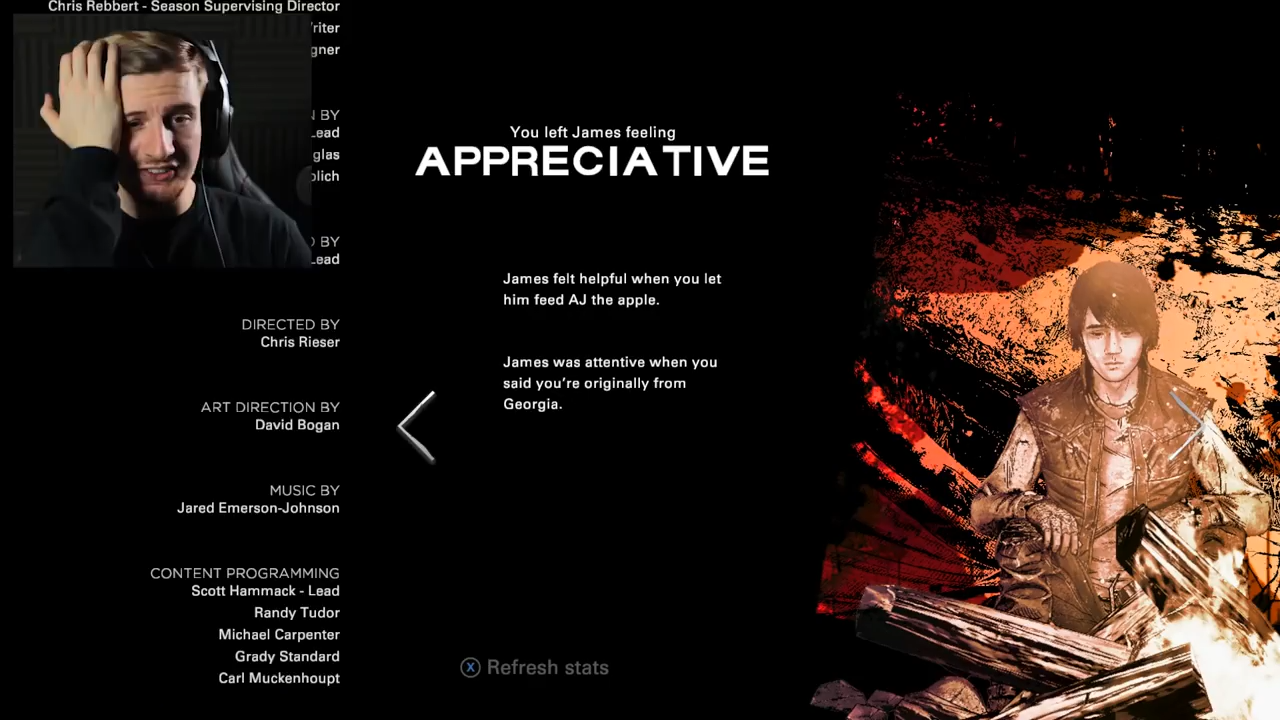 Chris Rebbert - Season Supervising Director
DIRECTED BY
Chris Rieser
ART DIRECTION BY
David Bogan
MUSIC BY
Jared Emerson-Johnson
CONTENT PROGRAMMING
Scott Hammack - Lead
Randy Tudor
Michael Carpenter
Grady Standard
Carl Muckenhoupt
You left James feeling
APPRECIATIVE
James felt helpful when you let
him feed AJ the apple.
James was attentive when you
said you're originally from
Georgia.
X Refresh stats